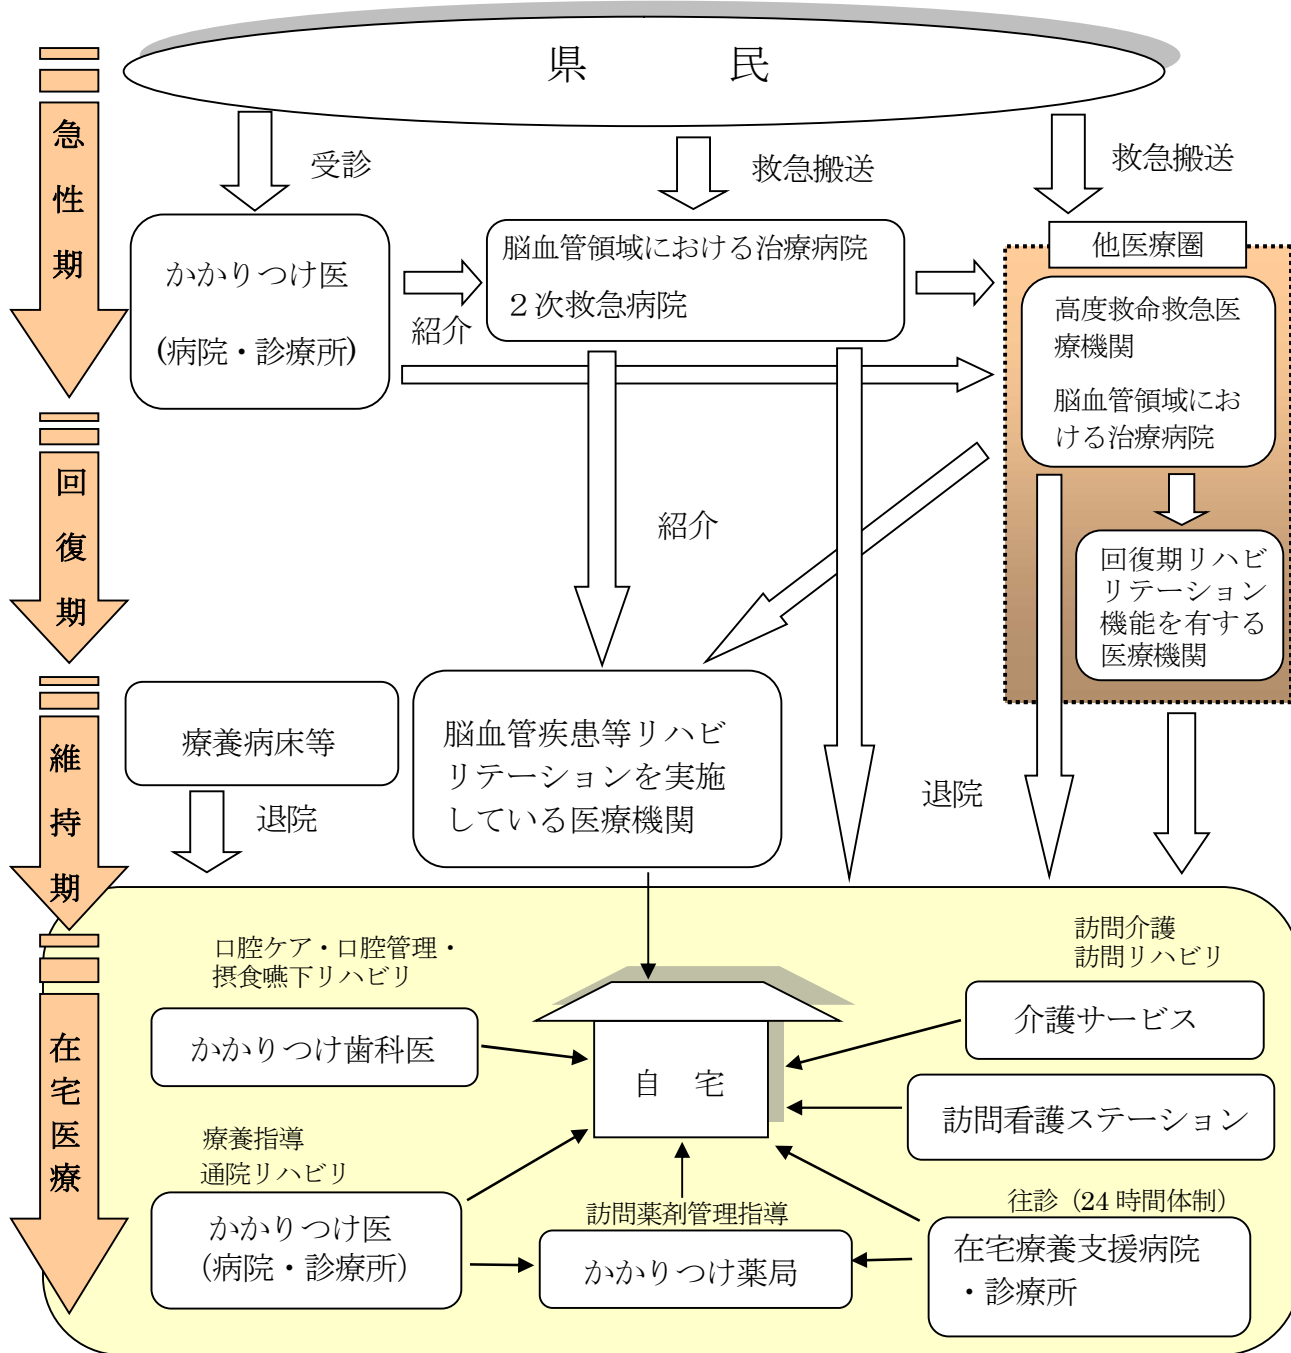 県　民
急性期
受診
救急搬送
救急搬送
かかりつけ医
(病院・診療所)
紹介
脳血管領域における治療病院
２次救急病院
他医療圏
高度救命救急医
療機関
脳血管領域にお
ける治療病院
回復期
紹介
回復期リハビ
リテーション
機能を有する
医療機関
維持期
療養病床等
退院
脳血管疾患等リハビ
リテーションを実施
している医療機関
退院
在宅医療
口腔ケア・口腔管理・
摂食嚥下リハビリ
かかりつけ歯科医
自　宅
訪問介護
訪問リハビリ
介護サービス
訪問看護ステーション
療養指導
通院リハビリ
かかりつけ医
（病院・診療所）
訪問薬剤管理指導
かかりつけ薬局
往診（24 時間体制）
在宅療養支援病院
・診療所